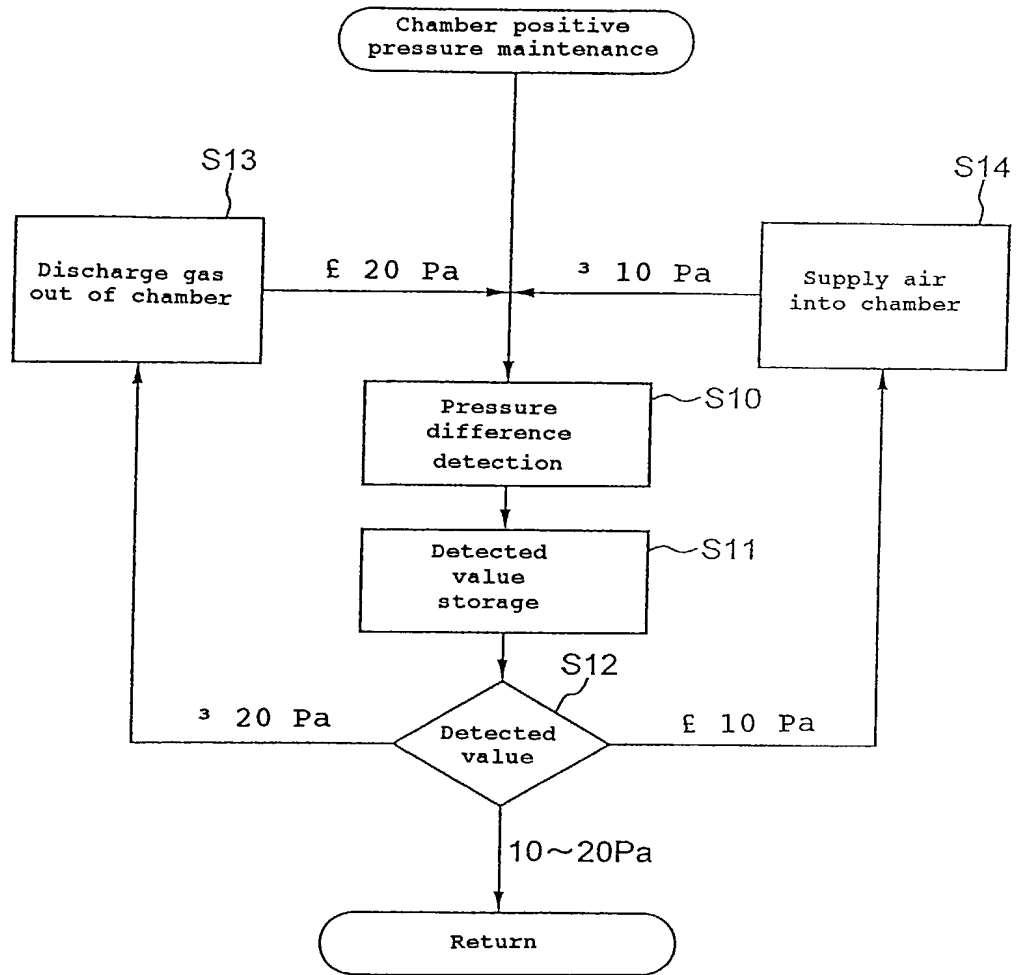 Chamber positive
pressure maintenance
S13
S14
Discharge gas
out of chamber
£ 20 Pa
³ 10 Pa
Supply air
into chamber
Pressure
difference
detection
S10
Detected
value
storage
S11
S12
³ 20 Pa
Detected
value
£ 10 Pa
10～20Pa
Return